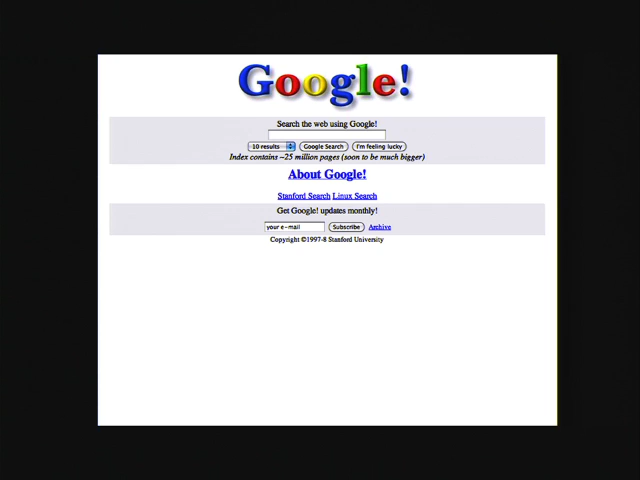 Google!
Search the web using Google!
10 results Google Search I'm feeling lucky
Index contains ~25 million pages (soon to be much bigger)
About Google!
Stanford Search Linux Search
Get Google! updates monthly!
your e-mail Subscribe Archive
Copyright ©1997-8 Stanford University